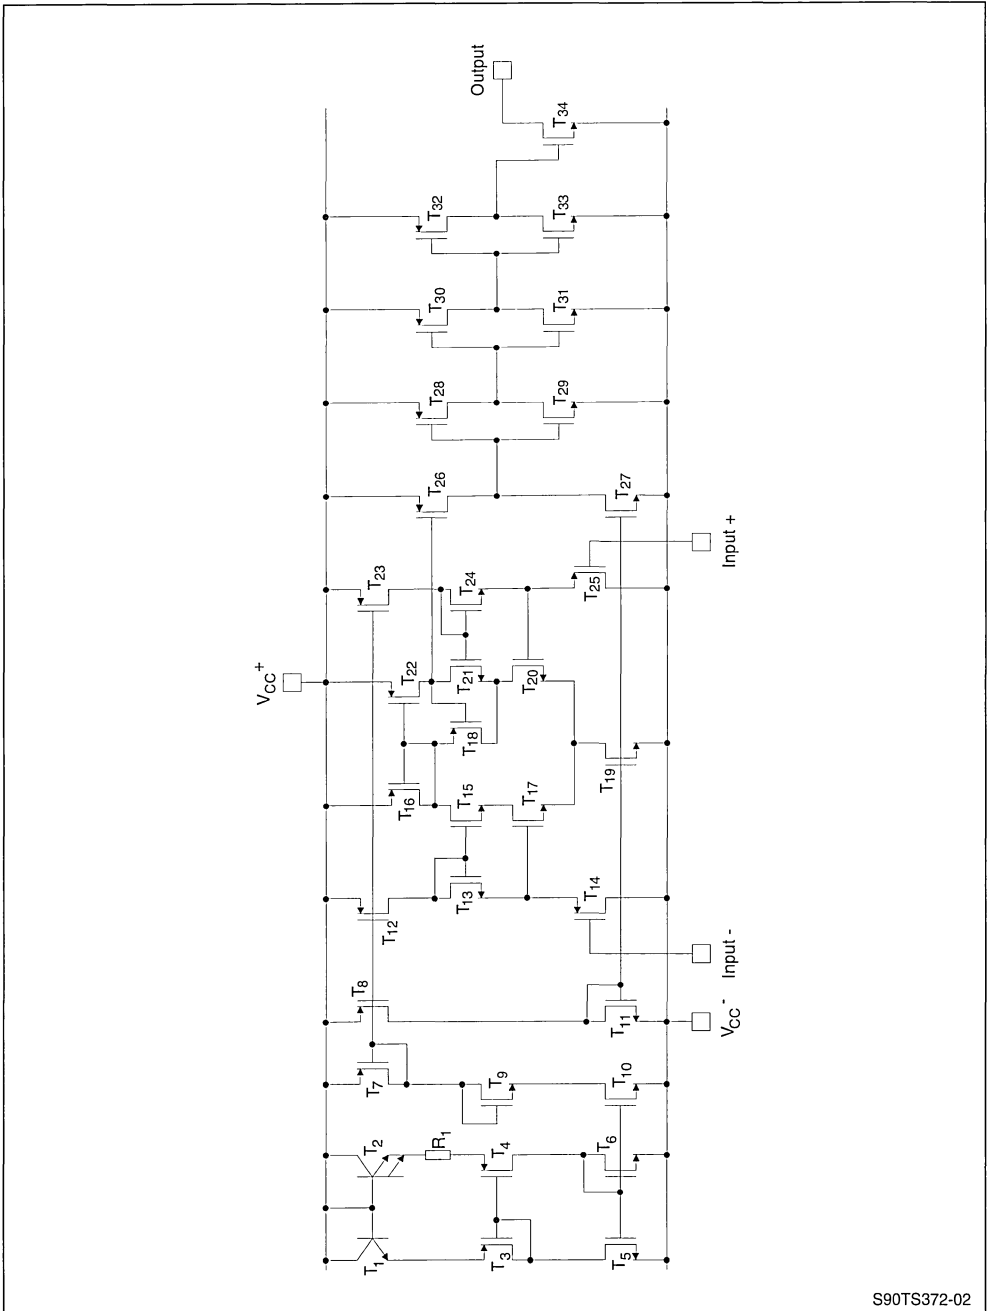 Output
T34
T32
T33
T30
T31
T28
T29
T26
T27
Input +
T23
T24
T25
VCC+
T22
T21
T20
T18
T19
T16
T15
T17
T12
T13
T14
Input -
T8
T11
VCC-
T7
T9
T10
T2
R1
T4
T6
T1
T3
T5
S90TS372-02